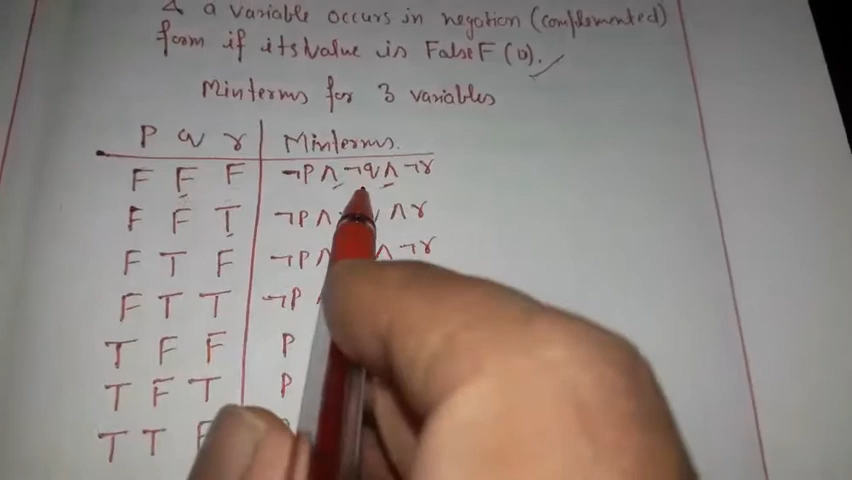 & a variable occurs in negation (complemented)
form if its value is False F (0).
Minterms for 3 variables
P q r Minterms.
F F F ¬P ∧ ¬q ∧ ¬r
F F T ¬P ∧ ∧ r
F T F ¬P ∧ ∧ ¬r
F T T ¬P
T F F P
T F T P
T T F